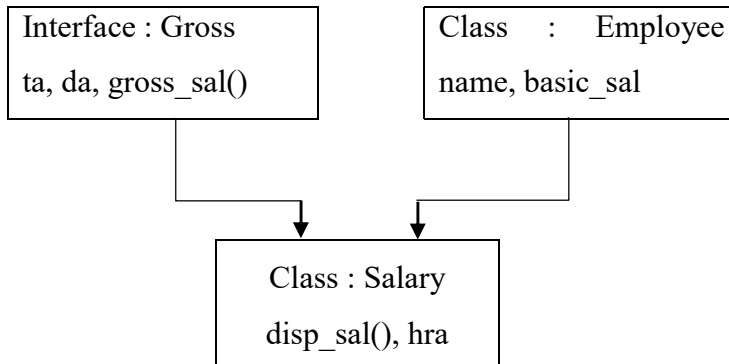 Interface : Gross
ta, da, gross_sal()
Class : Employee
name, basic_sal
Class : Salary
disp_sal(), hra